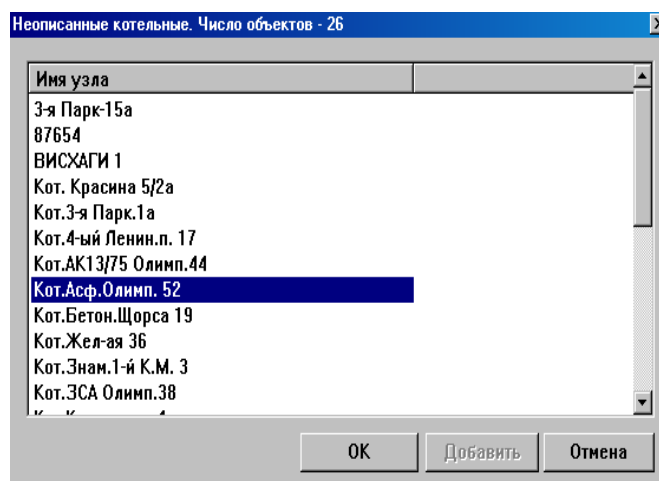 Неописанные котельные. Число объектов - 26
Имя узла
3-я Парк-15а
87654
ВИСХАГИ 1
Кот. Красина 5/2а
Кот.3-я Парк.1а
Кот.4-ый Ленин.п. 17
Кот.АК13/75 Олимп.44
Кот.Асф.Олимп. 52
Кот.Бетон.Щорса 19
Кот.Жел-ая 36
Кот.Знам.1-й К.М. 3
Кот.ЗСА Олимп.38
OK
Добавить
Отмена